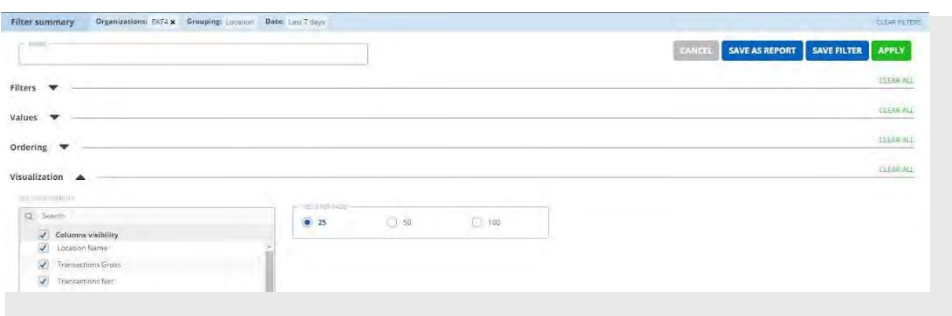 Filter summary Organizations: BXF4 x Grouping: Location Date: Last 7 days CLEAR FILTERS
NAME
CANCEL SAVE AS REPORT SAVE FILTER APPLY
Filters CLEAR ALL
Values CLEAR ALL
Ordering CLEAR ALL
Visualization CLEAR ALL
Search
25 50 100
Columns visibility
Location Name
Transactions Gross
Transactions Net